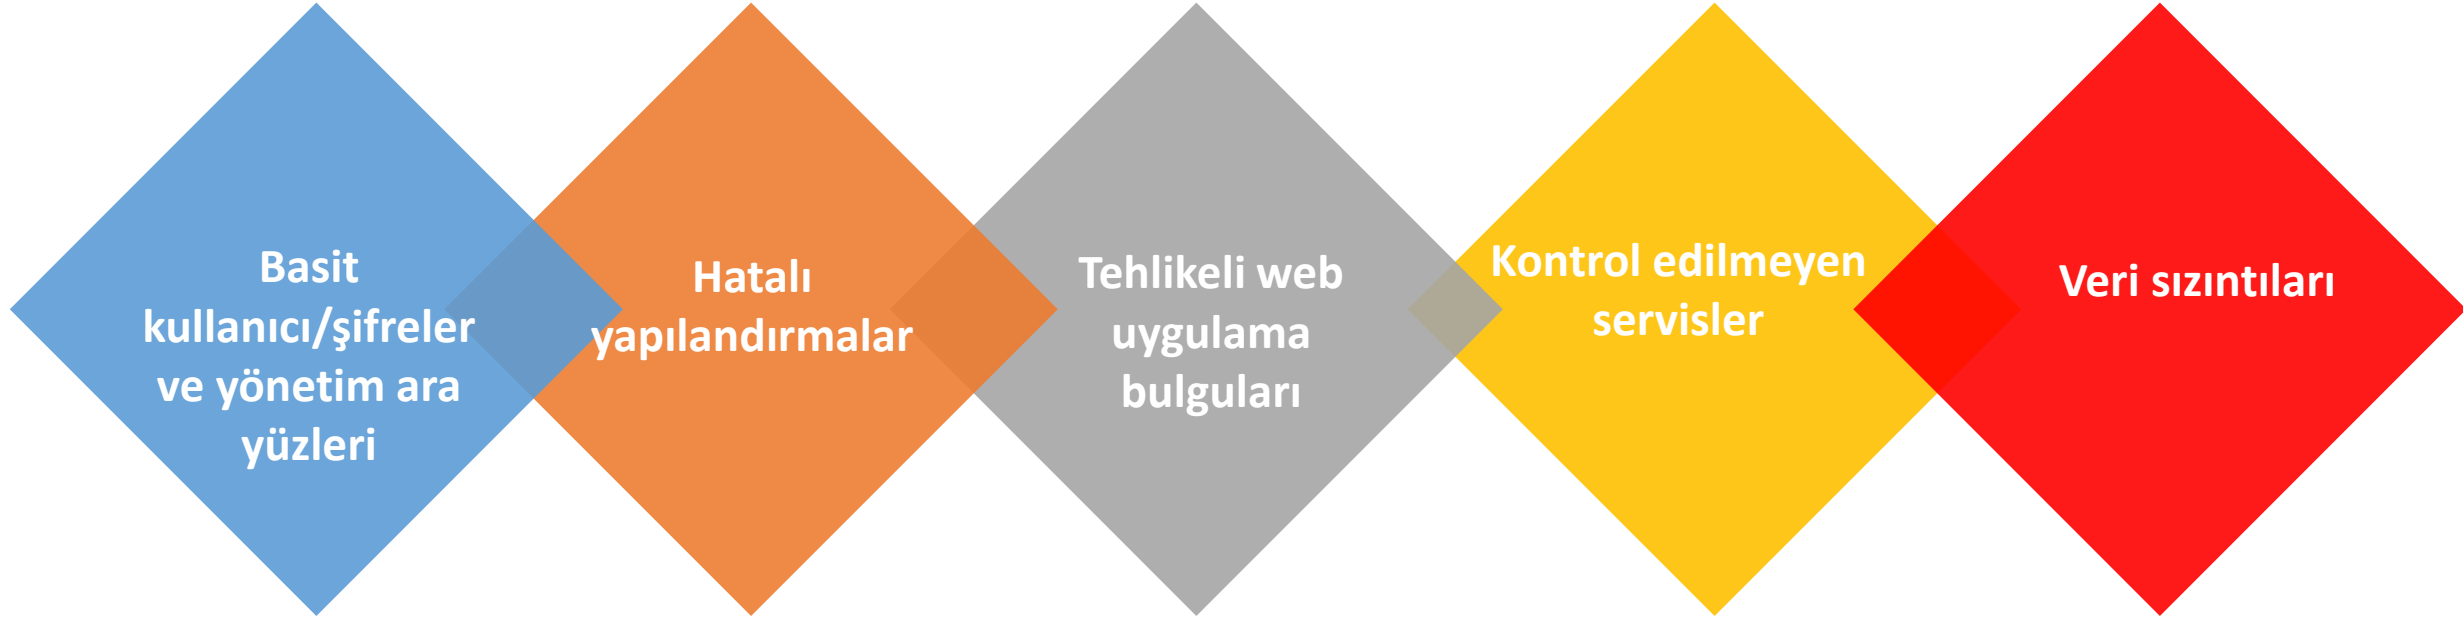 Basit
kullanıcı/şifreler
ve yönetim ara
yüzleri
Hatalı
yapılandırmalar
Tehlikeli web
uygulama
bulguları
Kontrol edilmeyen
servisler
Veri sızıntıları